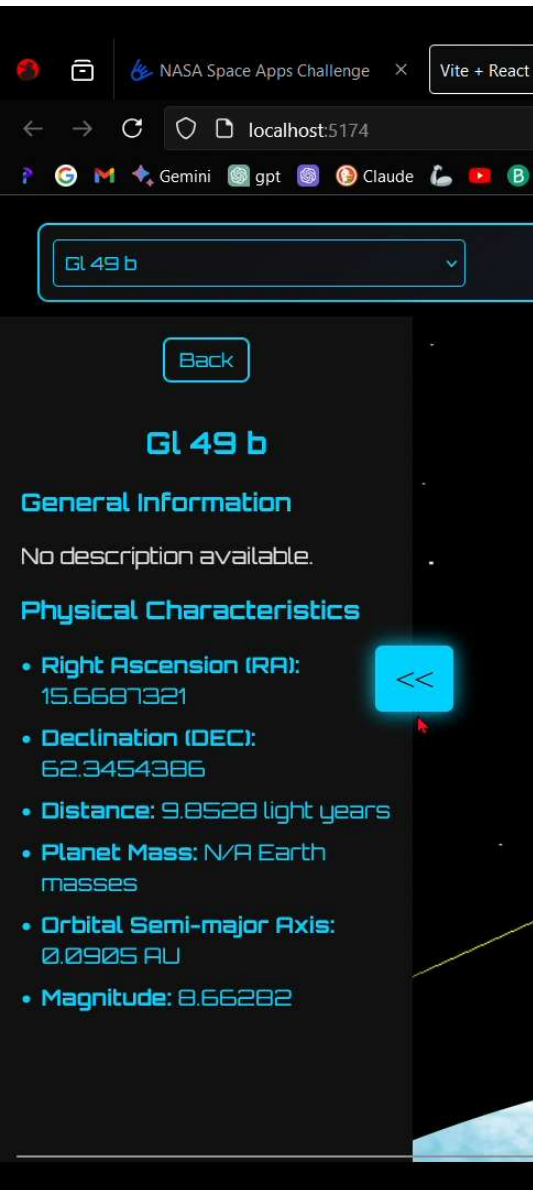 NASA Space Apps Challenge
Vite + React
localhost:5174
Gemini
gpt
Claude
B
Gl 49 b
Back
Gl 49 b
General Information
No description available.
Physical Characteristics
• Right Ascension (RA):
15.6687321
• Declination (DEC):
62.3454386
• Distance: 9.8528 light years
• Planet Mass: N/A Earth
masses
• Orbital Semi-major Axis:
0.0905 AU
• Magnitude: 8.66282
<<